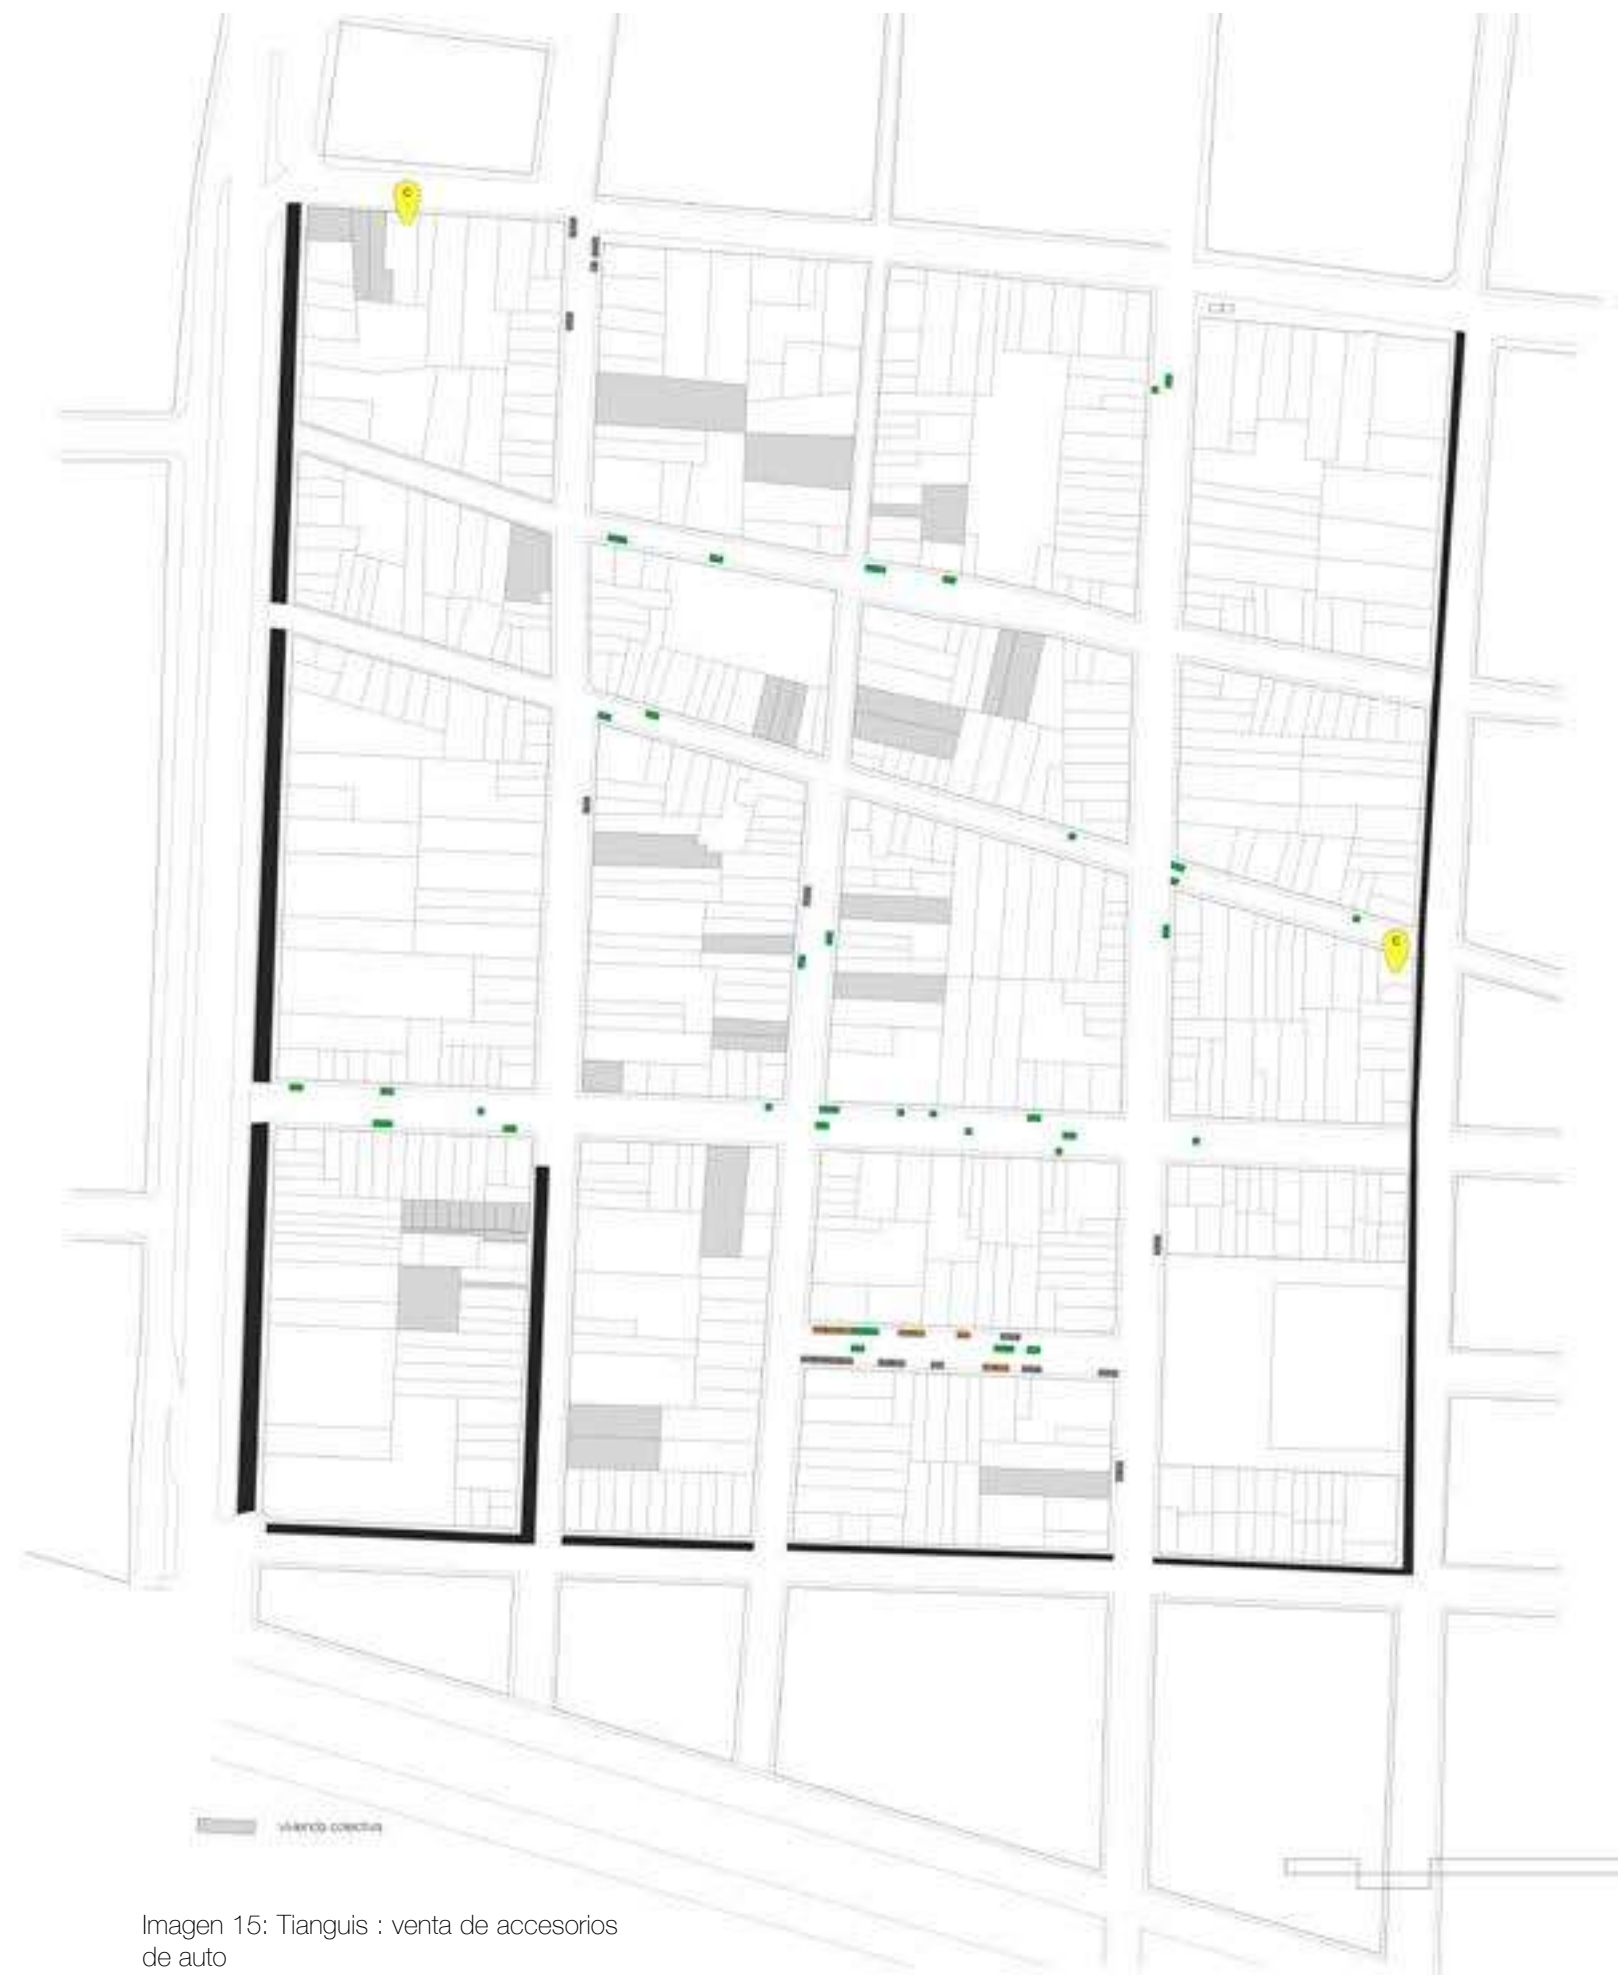 C
C
vivienda colectiva
Imagen 15: Tianguis : venta de accesorios
de auto